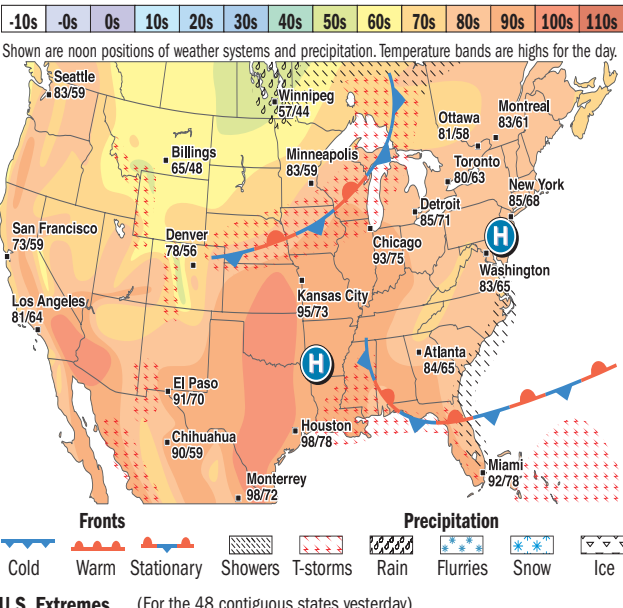 -10s -0s 0s 10s 20s 30s 40s 50s 60s 70s 80s 90s 100s 110s
Shown are noon positions of weather systems and precipitation. Temperature bands are highs for the day.
Seattle
83/59
Winnipeg
57/44
Montreal
83/61
Ottawa
81/58
Billings
65/48
Minneapolis
83/59
Toronto
80/63
New York
85/68
Detroit
85/71
San Francisco
73/59
Denver
78/56
H
Chicago
93/75
Washington
83/65
Los Angeles
81/64
Kansas City
95/73
H
Atlanta
84/65
El Paso
91/70
Houston
98/78
Chihuahua
90/59
Miami
92/78
Monterrey
98/72
Fronts
Precipitation
Cold Warm Stationary Showers T-storms Rain Flurries Snow Ice
U.S. Extremes (For the 48 contiguous states yesterday)